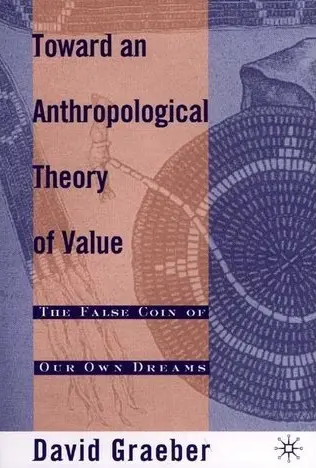 Toward an
Anthropological
Theory
of Value
The False Coin of
Our Own Dreams
David Graeber